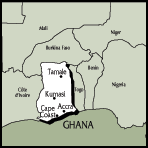 Mali
Niger
Burkina Faso
Benin
Tamale
Côte
d'Ivoire
Togo
Nigeria
Kumasi
Cape
Coast
Accra
GHANA